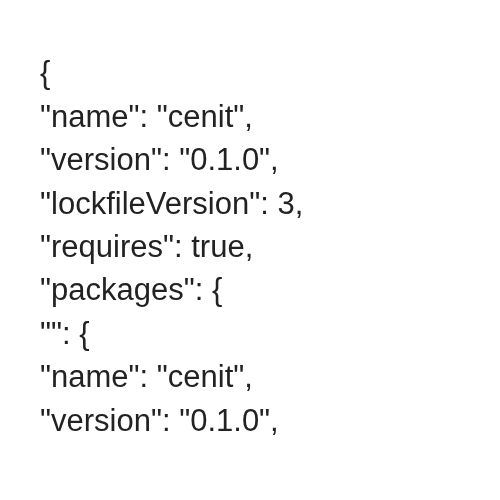 {
"name": "cenit",
"version": "0.1.0",
"lockfileVersion": 3,
"requires": true,
"packages": {
"": {
"name": "cenit",
"version": "0.1.0",